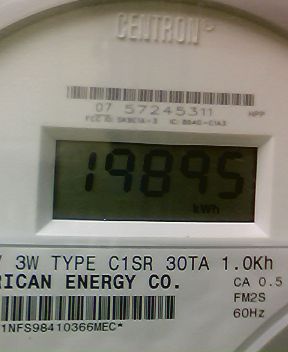 CENTRON
07 57245311 HPP
19895
kWh
3W TYPE C1SR 30TA 1.0Kh
RICAN ENERGY CO. CA 0.5
FM2S
60Hz
1NFS98410366MEC*